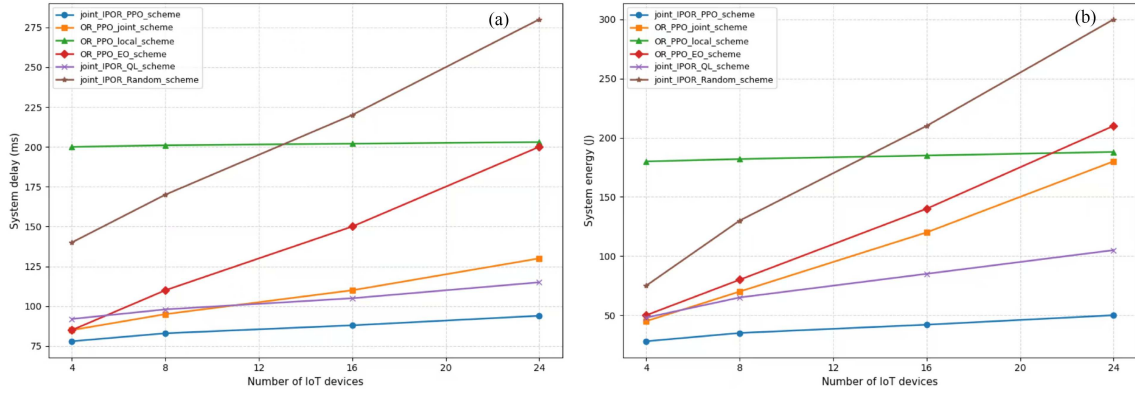 (a)
joint_IPOR_PPO_scheme
OR_PPO_joint_scheme
OR_PPO_local_scheme
OR_PPO_EO_scheme
joint_IPOR_QL_scheme
joint_IPOR_Random_scheme
System delay (ms)
275
250
225
200
175
150
125
100
75
4 8 12 16 20 24
Number of IoT devices
(b)
joint_IPOR_PPO_scheme
OR_PPO_joint_scheme
OR_PPO_local_scheme
OR_PPO_EO_scheme
joint_IPOR_QL_scheme
joint_IPOR_Random_scheme
System energy (J)
300
250
200
150
100
50
4 8 12 16 20 24
Number of IoT devices